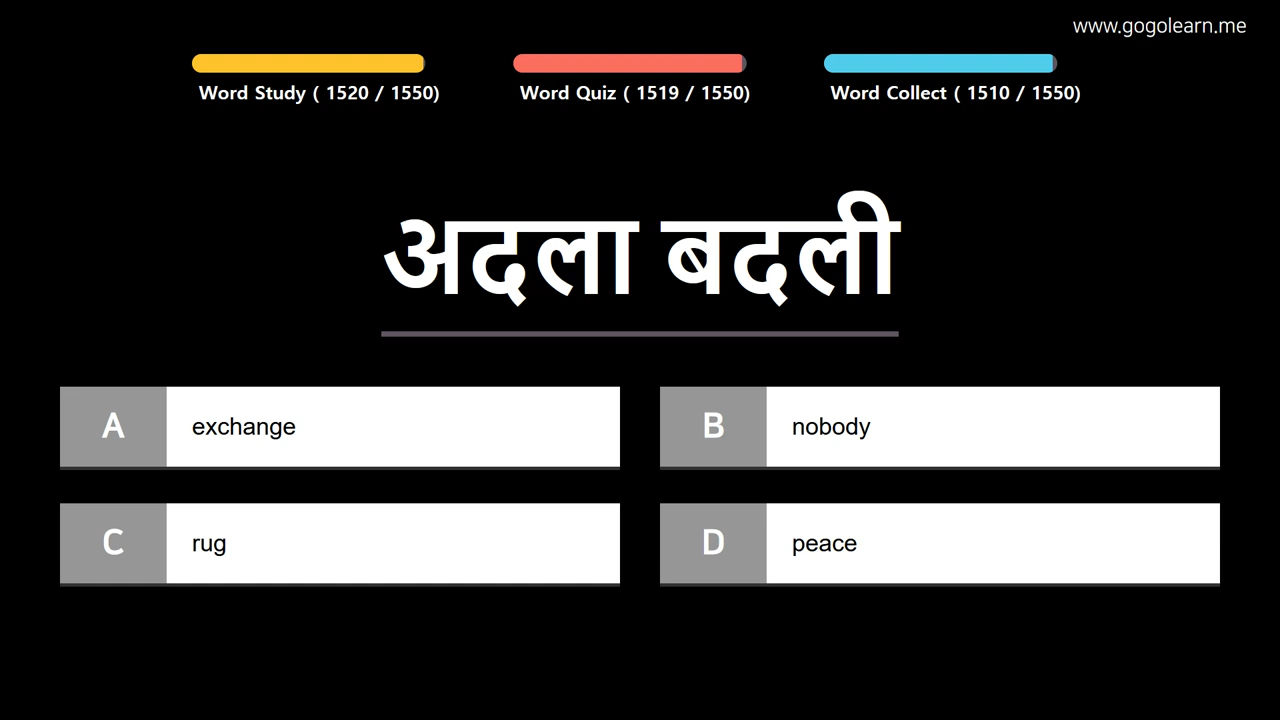 www.gogolearn.me
Word Study ( 1520 / 1550)
Word Quiz ( 1519 / 1550)
Word Collect ( 1510 / 1550)
अदला बदली
A exchange
B nobody
C rug
D peace